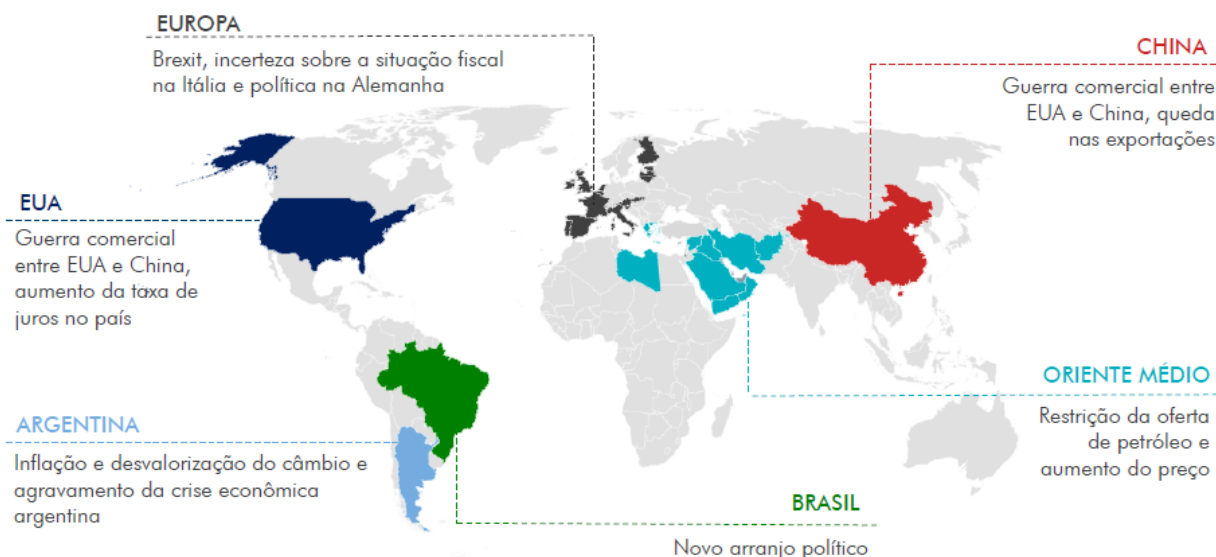 EUROPA
Brexit, incerteza sobre a situação fiscal
na Itália e política na Alemanha
CHINA
Guerra comercial entre
EUA e China, queda
nas exportações
EUA
Guerra comercial
entre EUA e China,
aumento da taxa de
juros no país
ORIENTE MÉDIO
Restrição da oferta
de petróleo e
aumento do preço
ARGENTINA
Inflação e desvalorização do câmbio e
agravamento da crise econômica
argentina
BRASIL
Novo arranjo político